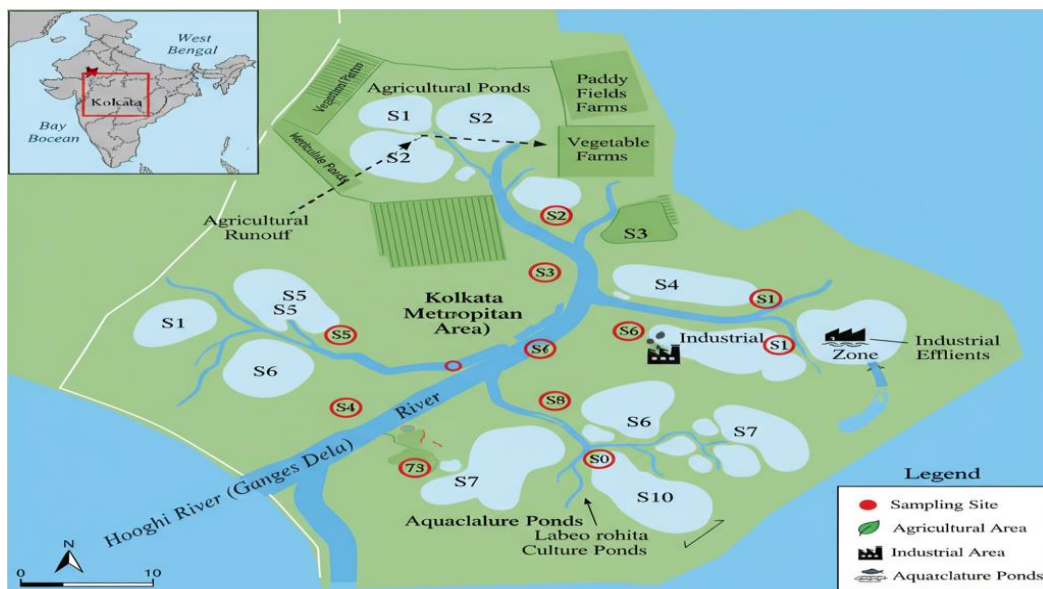 West
Bengal
Kolkata
Bay
Bocean
Agricultural Ponds
Paddy
Fields
Farms
S1
S2
S2
Vegetable
Farms
Agricultural
Runoutf
S2
S3
S3
S4
S1
Kolkata
Metropitan
Area)
S5
S5
S1
S5
S6
S6
S6
Industrial
S1
Zone
Industrial
Efflients
S4
S8
S6
S7
River
Hooghi River (Ganges Dela)
73
S7
S0
S10
Aquaclalure Ponds
Labeo rohita
Culture Ponds
N
0
10
Legend
Sampling Site
Agricultural Area
Industrial Area
Aquatclature Ponds